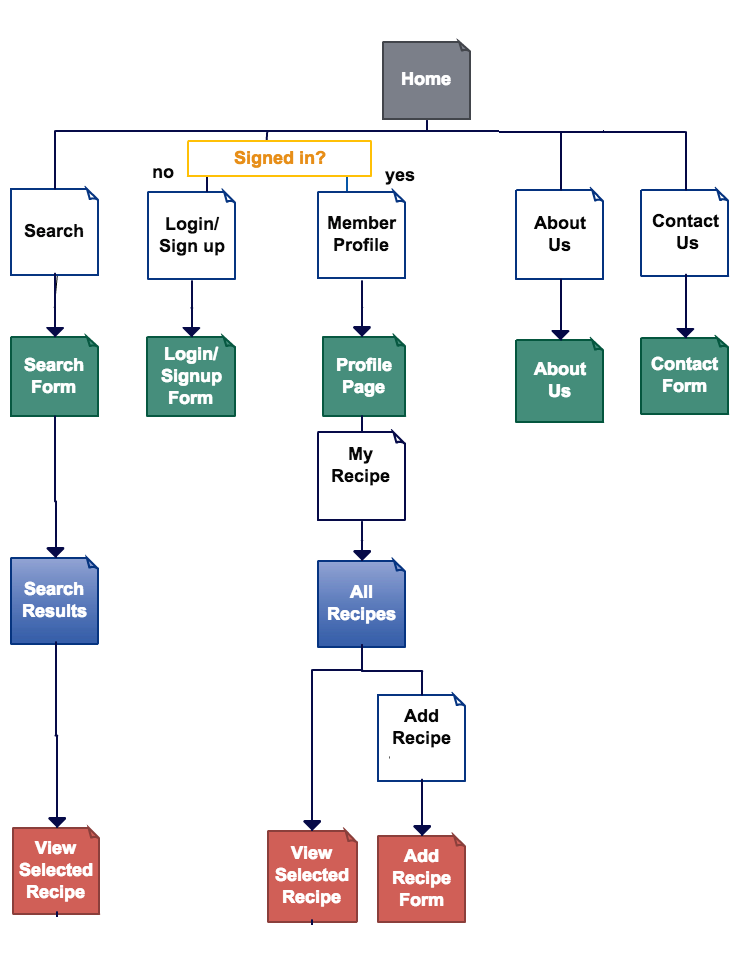 Home
Signed in?
no
yes
Search
Login/
Sign up
Member
Profile
About
Us
Contact
Us
Search
Form
Login/
Signup
Form
Profile
Page
About
Us
Contact
Form
My
Recipe
Search
Results
All
Recipes
Add
Recipe
View
Selected
Recipe
View
Selected
Recipe
Add
Recipe
Form